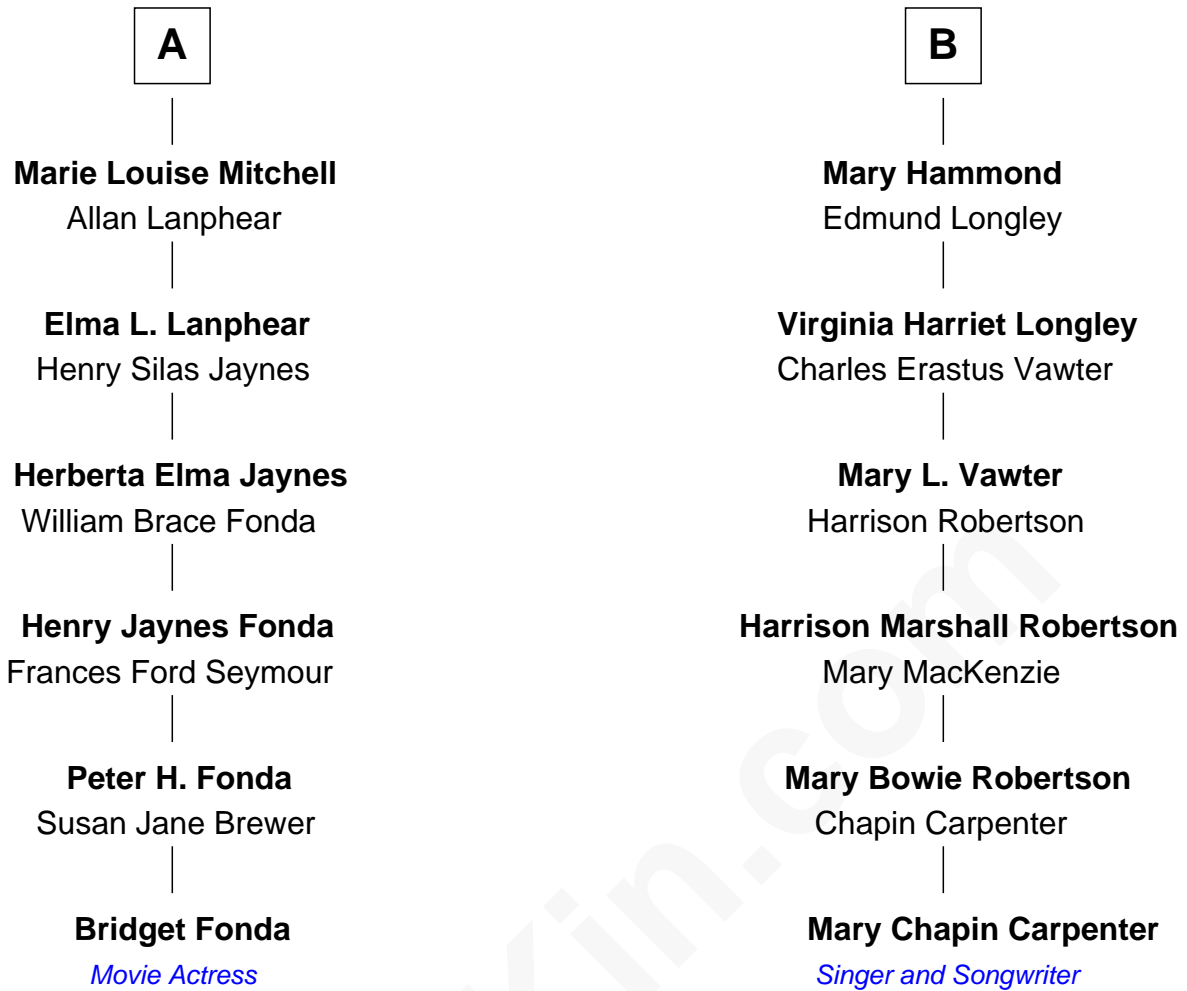 A
Marie Louise Mitchell
Allan Lanphear
Elma L. Lanphear
Henry Silas Jaynes
Herberta Elma Jaynes
William Brace Fonda
Henry Jaynes Fonda
Frances Ford Seymour
Peter H. Fonda
Susan Jane Brewer
Bridget Fonda
Movie Actress
B
Mary Hammond
Edmund Longley
Virginia Harriet Longley
Charles Erastus Vawter
Mary L. Vawter
Harrison Robertson
Harrison Marshall Robertson
Mary MacKenzie
Mary Bowie Robertson
Chapin Carpenter
Mary Chapin Carpenter
Singer and Songwriter
Kin.com